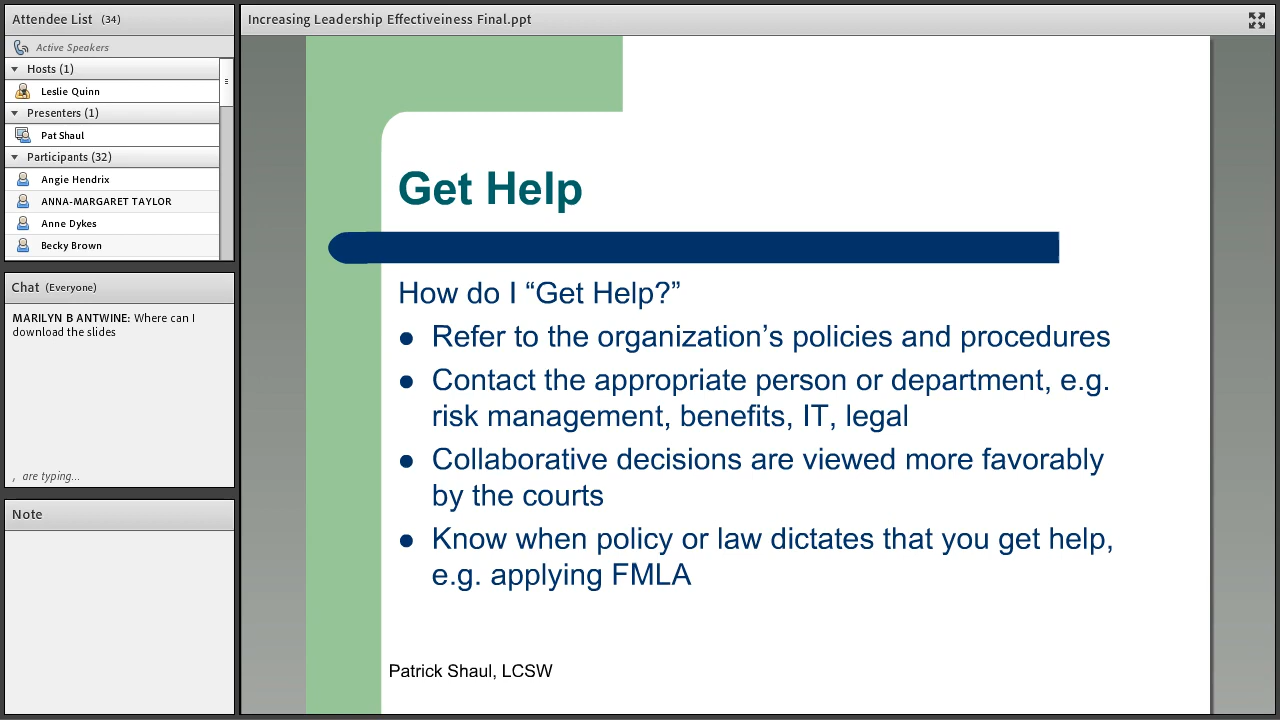 Attendee List (34)
Active Speakers
Hosts (1)
Leslie Quinn
Presenters (1)
Pat Shaul
Participants (32)
Angie Hendrix
ANNA-MARGARET TAYLOR
Anne Dykes
Becky Brown
Chat (Everyone)
MARILYN B ANTWINE: Where can I
download the slides
, are typing...
Note
Increasing Leadership Effectiveiness Final.ppt
Get Help
How do I “Get Help?”
● Refer to the organization’s policies and procedures
● Contact the appropriate person or department, e.g.
risk management, benefits, IT, legal
● Collaborative decisions are viewed more favorably
by the courts
● Know when policy or law dictates that you get help,
e.g. applying FMLA
Patrick Shaul, LCSW